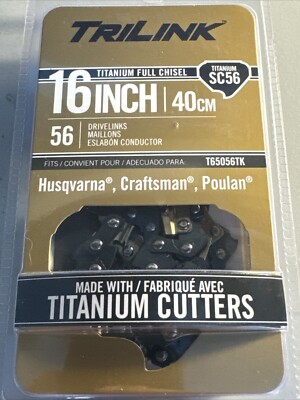 TRILINK
TITANIUM FULL CHISEL
TITANIUM
SC56
16 INCH | 40CM
56
DRIVELINKS
MAILLONS
ESLABÓN CONDUCTOR
FITS / CONVIENT POUR / ADECUADO PARA:
T65056TK
Husqvarna®, Craftsman®, Poulan®
MADE WITH / FABRIQUÉ AVEC
TITANIUM CUTTERS